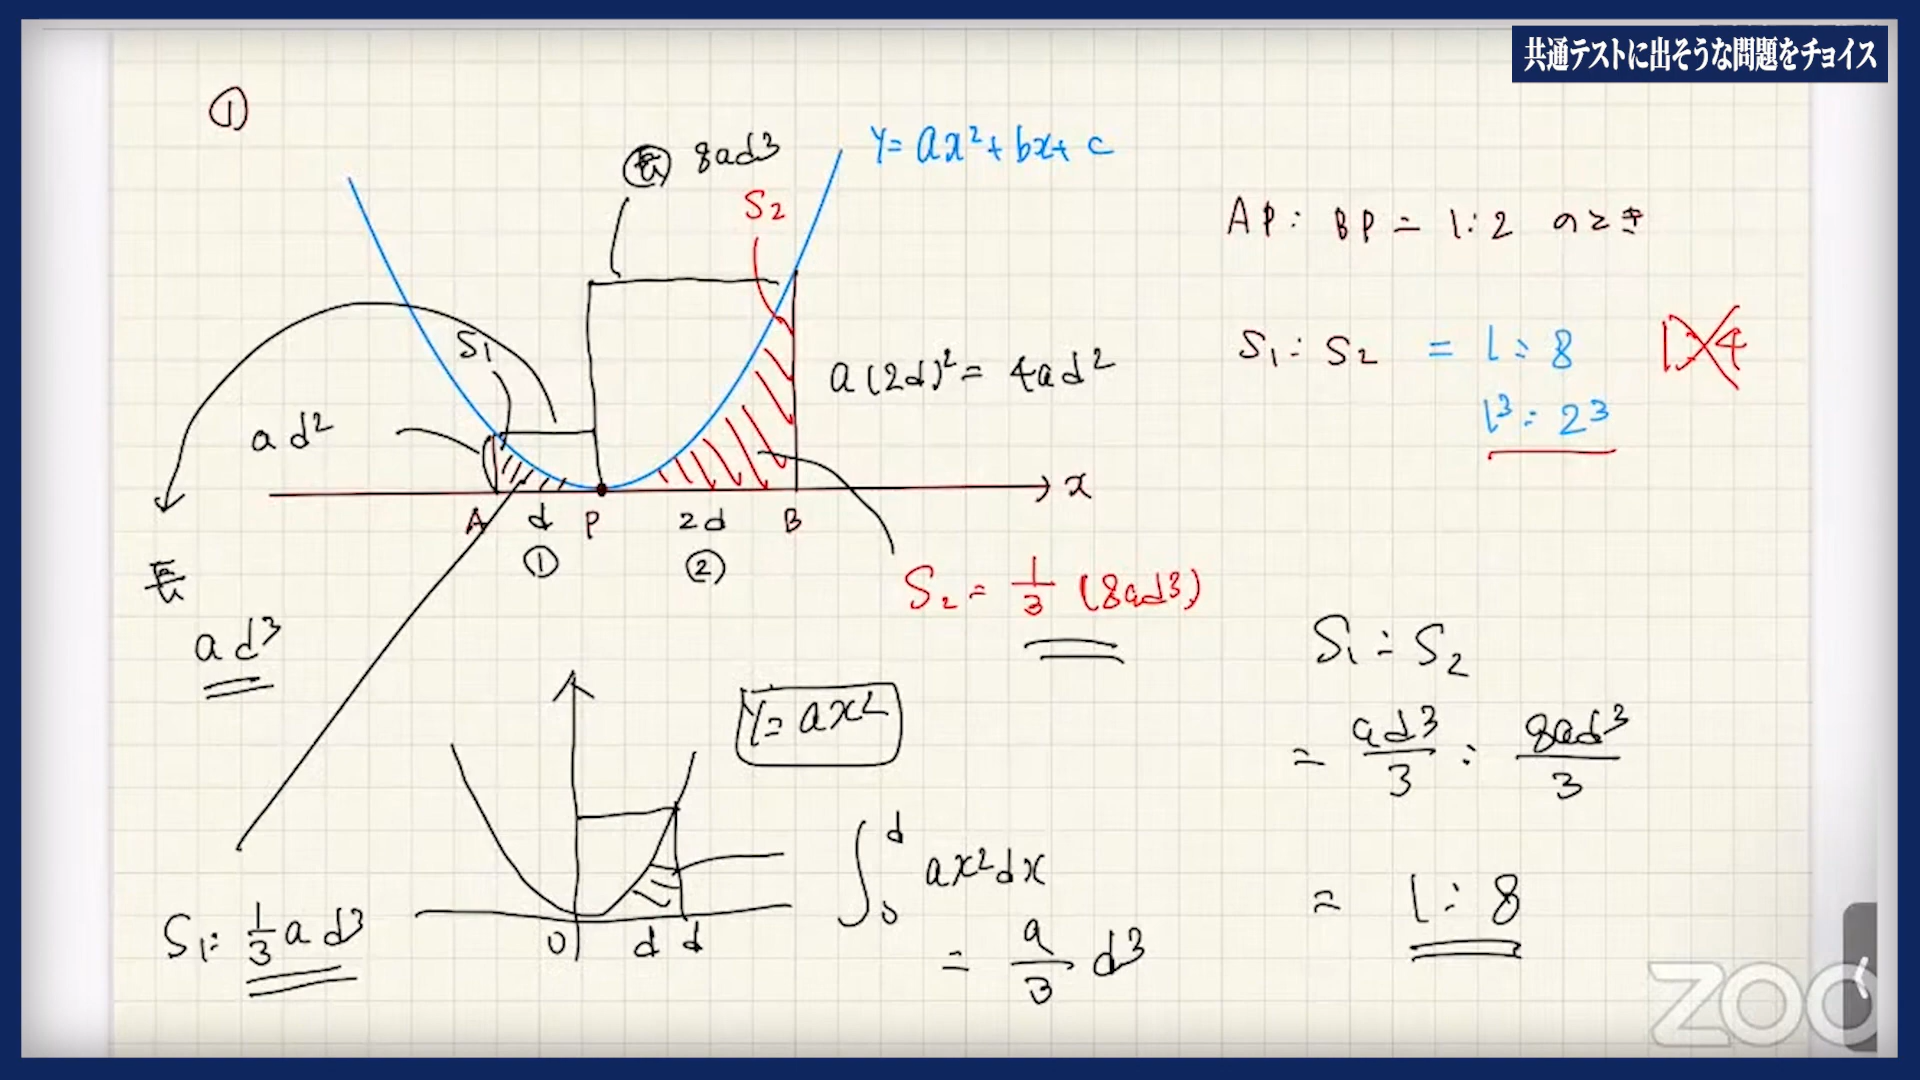 共通テストに出そうな問題をチョイス
①
長 8ad³
y=ax²+bx+c
S₂
AP:BP=1:2 のとき
S₁
S₁:S₂ = 1:8
1:4
1³:2³
a(2d)²=4ad²
ad²
x
A d P 2d B
① ②
長
S₂=1/3(8ad³)
ad³
S₁:S₂
y=ax²
=ad³/3 : 8ad³/3
∫₀ᵈ ax²dx
S₁=1/3ad³
0 d d
=a/3 d³
= 1:8